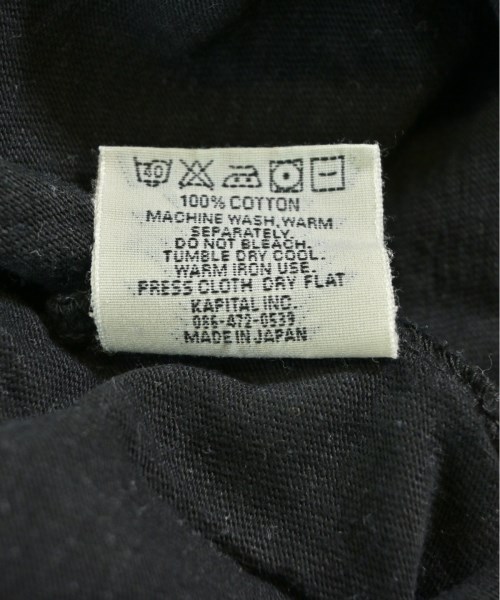 40
100% COTTON
MACHINE WASH, WARM
SEPARATELY.
DO NOT BLEACH.
TUMBLE DRY COOL.
WARM IRON USE.
PRESS CLOTH DRY FLAT
KAPITAL INC.
086-472-0539
MADE IN JAPAN